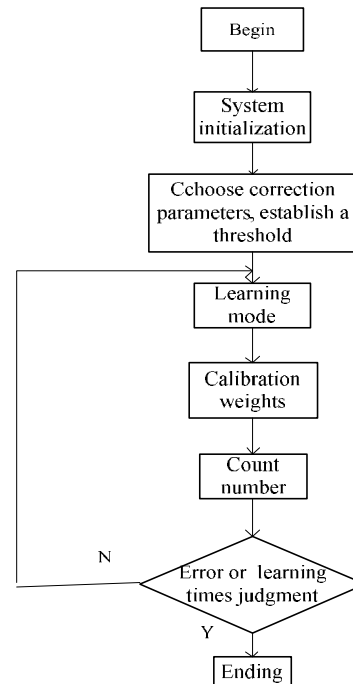 Begin
System
initialization
Cchoose correction
parameters, establish a
threshold
Learning
mode
Calibration
weights
Count
number
N
Error or learning
times judgment
Y
Ending